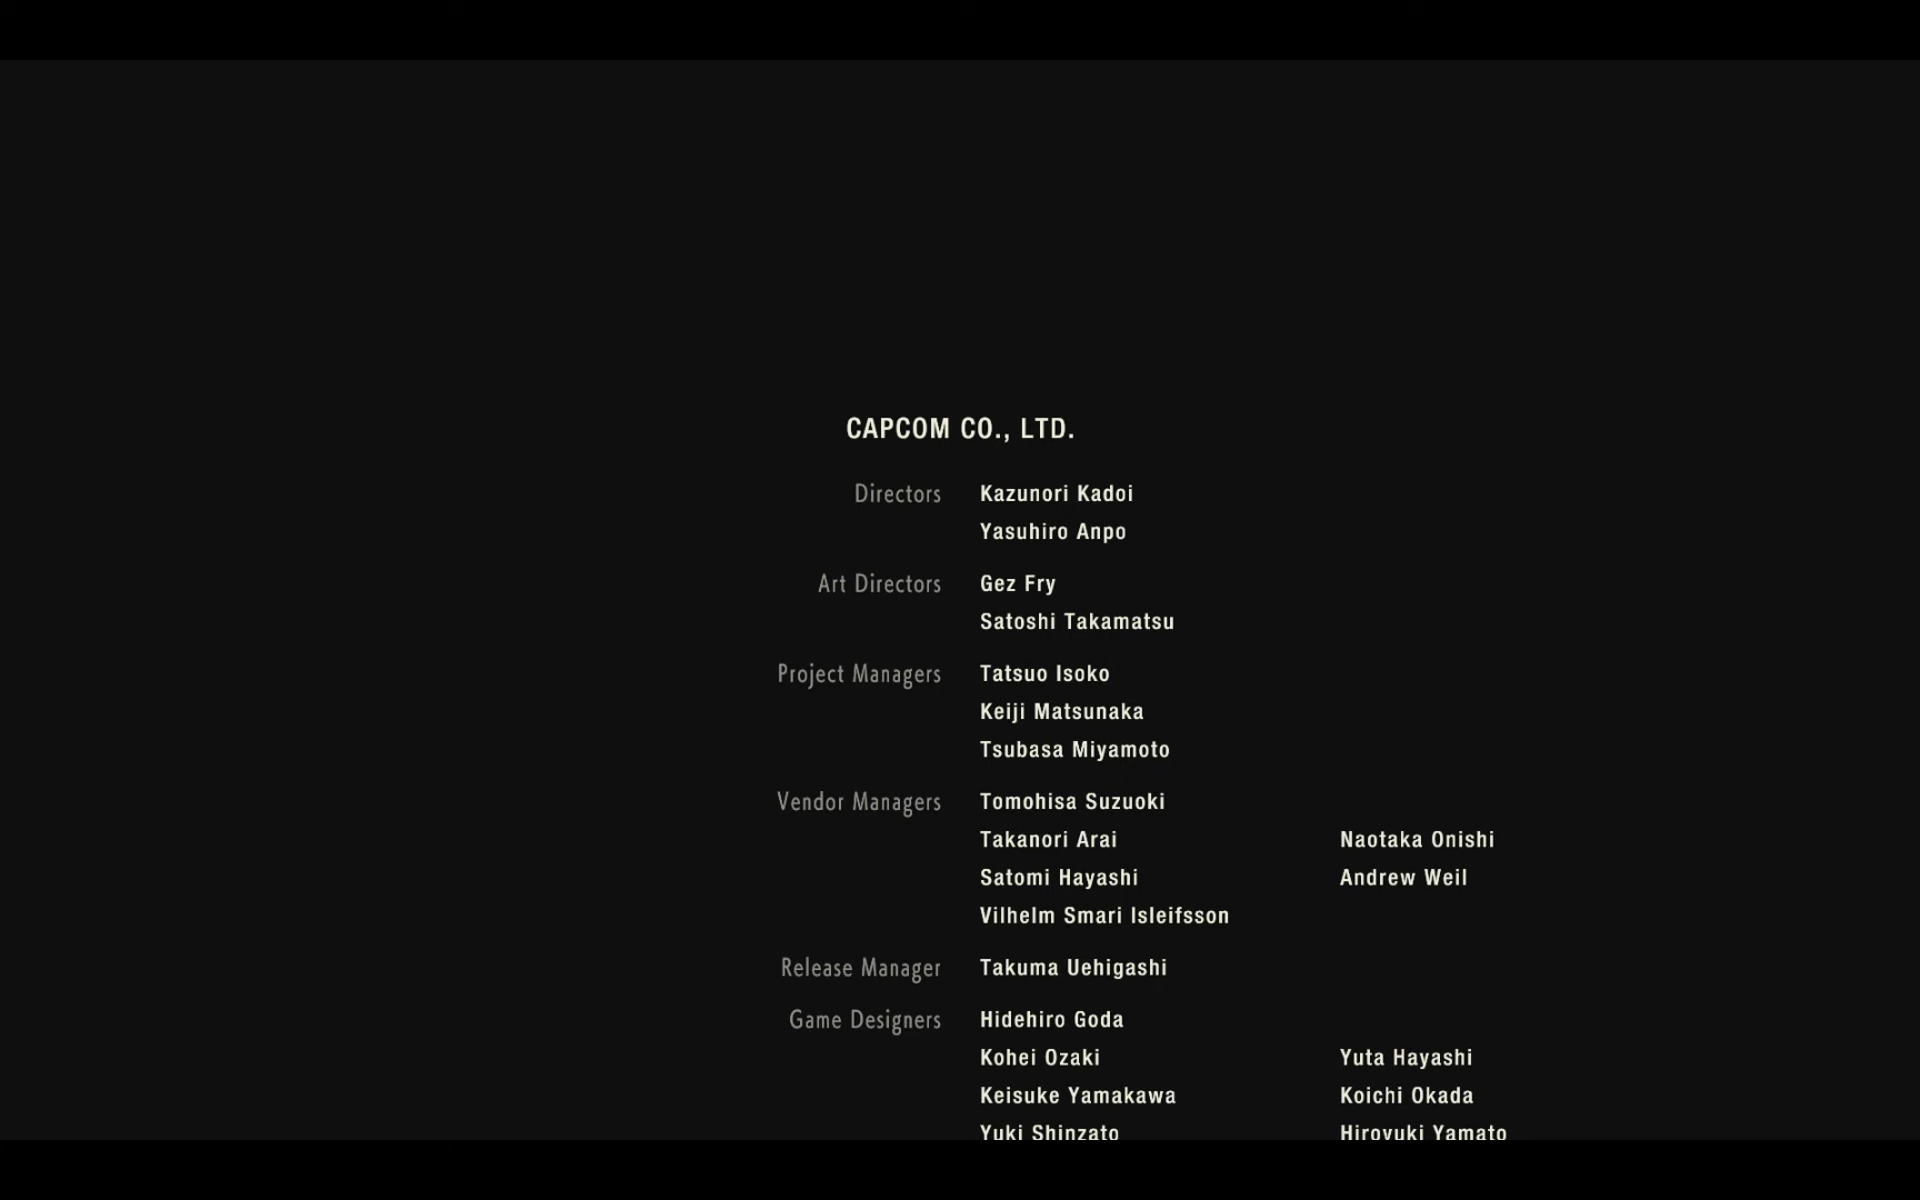 CAPCOM CO., LTD.
Directors Kazunori Kadoi
Yasuhiro Anpo
Art Directors Gez Fry
Satoshi Takamatsu
Project Managers Tatsuo Isoko
Keiji Matsunaka
Tsubasa Miyamoto
Vendor Managers Tomohisa Suzuoki
Takanori Arai Naotaka Onishi
Satomi Hayashi Andrew Weil
Vilhelm Smari Isleifsson
Release Manager Takuma Uehigashi
Game Designers Hidehiro Goda
Kohei Ozaki Yuta Hayashi
Keisuke Yamakawa Koichi Okada
Yuki Shinzato Hiroyuki Yamato